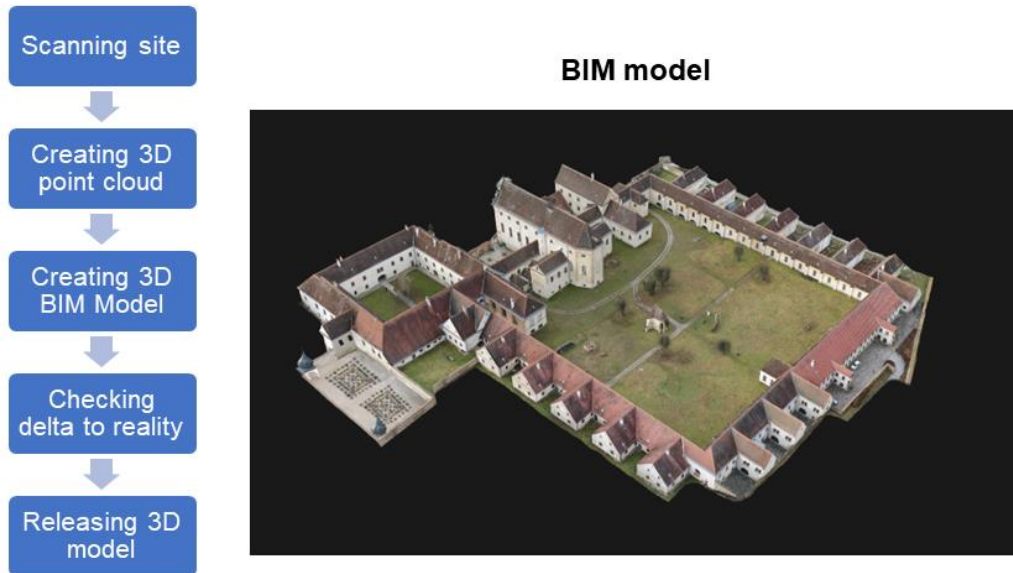 Scanning site
Creating 3D
point cloud
Creating 3D
BIM Model
Checking
delta to reality
Releasing 3D
model
BIM model